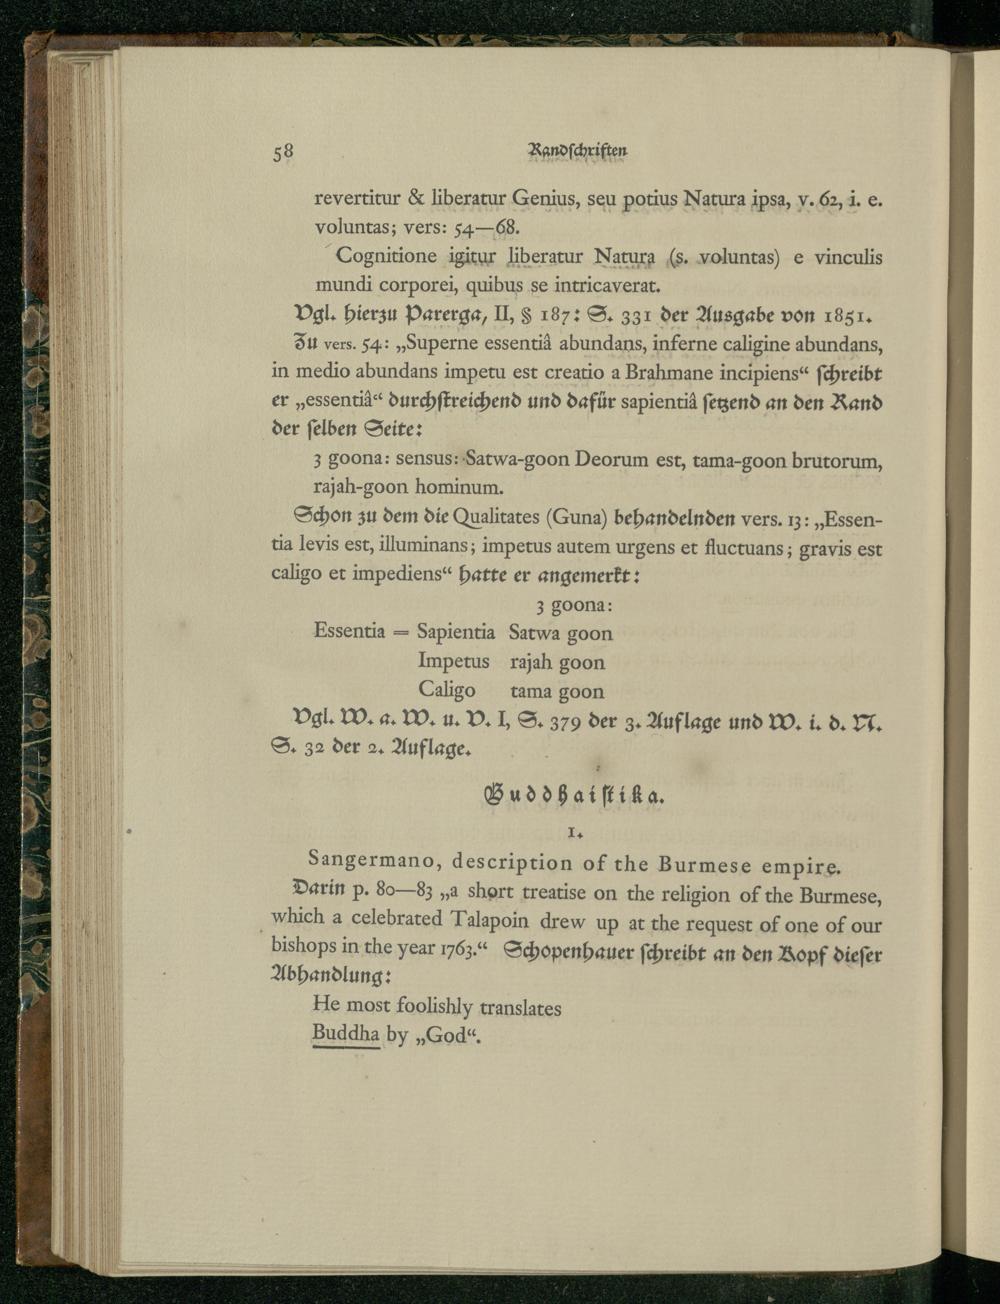 58 Randſchriften
revertitur & liberatur Genius, seu potius Natura ipsa, v. 62, i. e.
voluntas; vers: 54—68.
Cognitione igitur liberatur Natura (s. voluntas) e vinculis
mundi corporei, quibus se intricaverat.
Vgl. hierzu Parerga, II, § 187: S. 331 der Ausgabe von 1851.
Zu vers. 54: „Superne essentiâ abundans, inferne caligine abundans,
in medio abundans impetu est creatio a Brahmane incipiens“ ſchreibt
er „essentiâ“ durchſtreichend und dafür sapientiâ ſetzend an den Rand
der ſelben Seite:
3 goona: sensus: Satwa-goon Deorum est, tama-goon brutorum,
rajah-goon hominum.
Schon zu dem die Qualitates (Guna) behandelnden vers. 13: „Essen-
tia levis est, illuminans; impetus autem urgens et fluctuans; gravis est
caligo et impediens“ hatte er angemerkt:
3 goona:
Essentia = Sapientia Satwa goon
Impetus rajah goon
Caligo tama goon
Vgl. W. a. W. u. V. I, S. 379 der 3. Auflage und W. i. d. N.
S. 32 der 2. Auflage.
Buddhaiſtika.
1.
Sangermano, description of the Burmese empire.
Darin p. 80—83 „a short treatise on the religion of the Burmese,
which a celebrated Talapoin drew up at the request of one of our
bishops in the year 1763.“ Schopenhauer ſchreibt an den Kopf dieſer
Abhandlung:
He most foolishly translates
Buddha by „God“.